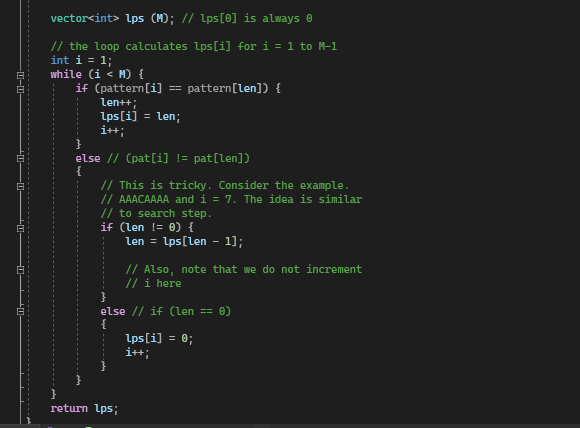 vector<int> lps (M); // lps[0] is always 0
// the loop calculates lps[i] for i = 1 to M-1
int i = 1;
while (i < M) {
if (pattern[i] == pattern[len]) {
len++;
lps[i] = len;
i++;
}
else // (pat[i] != pat[len])
{
// This is tricky. Consider the example.
// AAACAAAA and i = 7. The idea is similar
// to search step.
if (len != 0) {
len = lps[len - 1];
// Also, note that we do not increment
// i here
}
else // if (len == 0)
{
lps[i] = 0;
i++;
}
}
}
return lps;
}